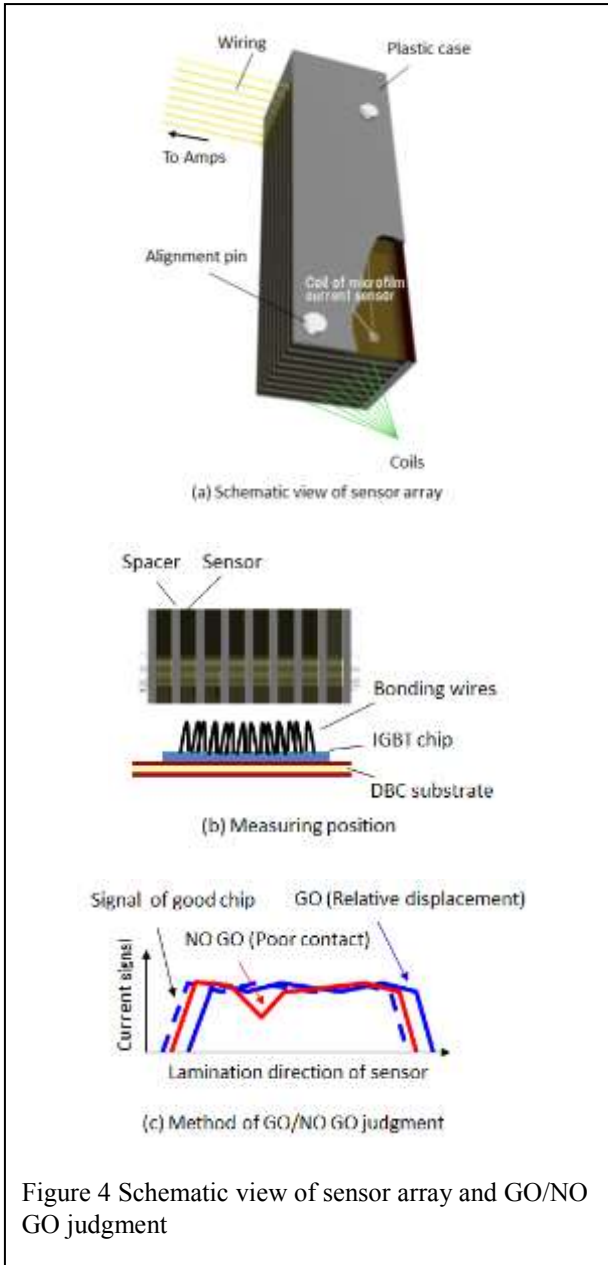 Wiring
Plastic case
To Amps
Alignment pin
Coil of microfilm
current sensor
Coils
(a) Schematic view of sensor array
Spacer
Sensor
Bonding wires
IGBT chip
DBC substrate
(b) Measuring position
Signal of good chip
GO (Relative displacement)
NO GO (Poor contact)
Current signal
Lamination direction of sensor
(c) Method of GO/NO GO judgment
Figure 4 Schematic view of sensor array and GO/NO
GO judgment